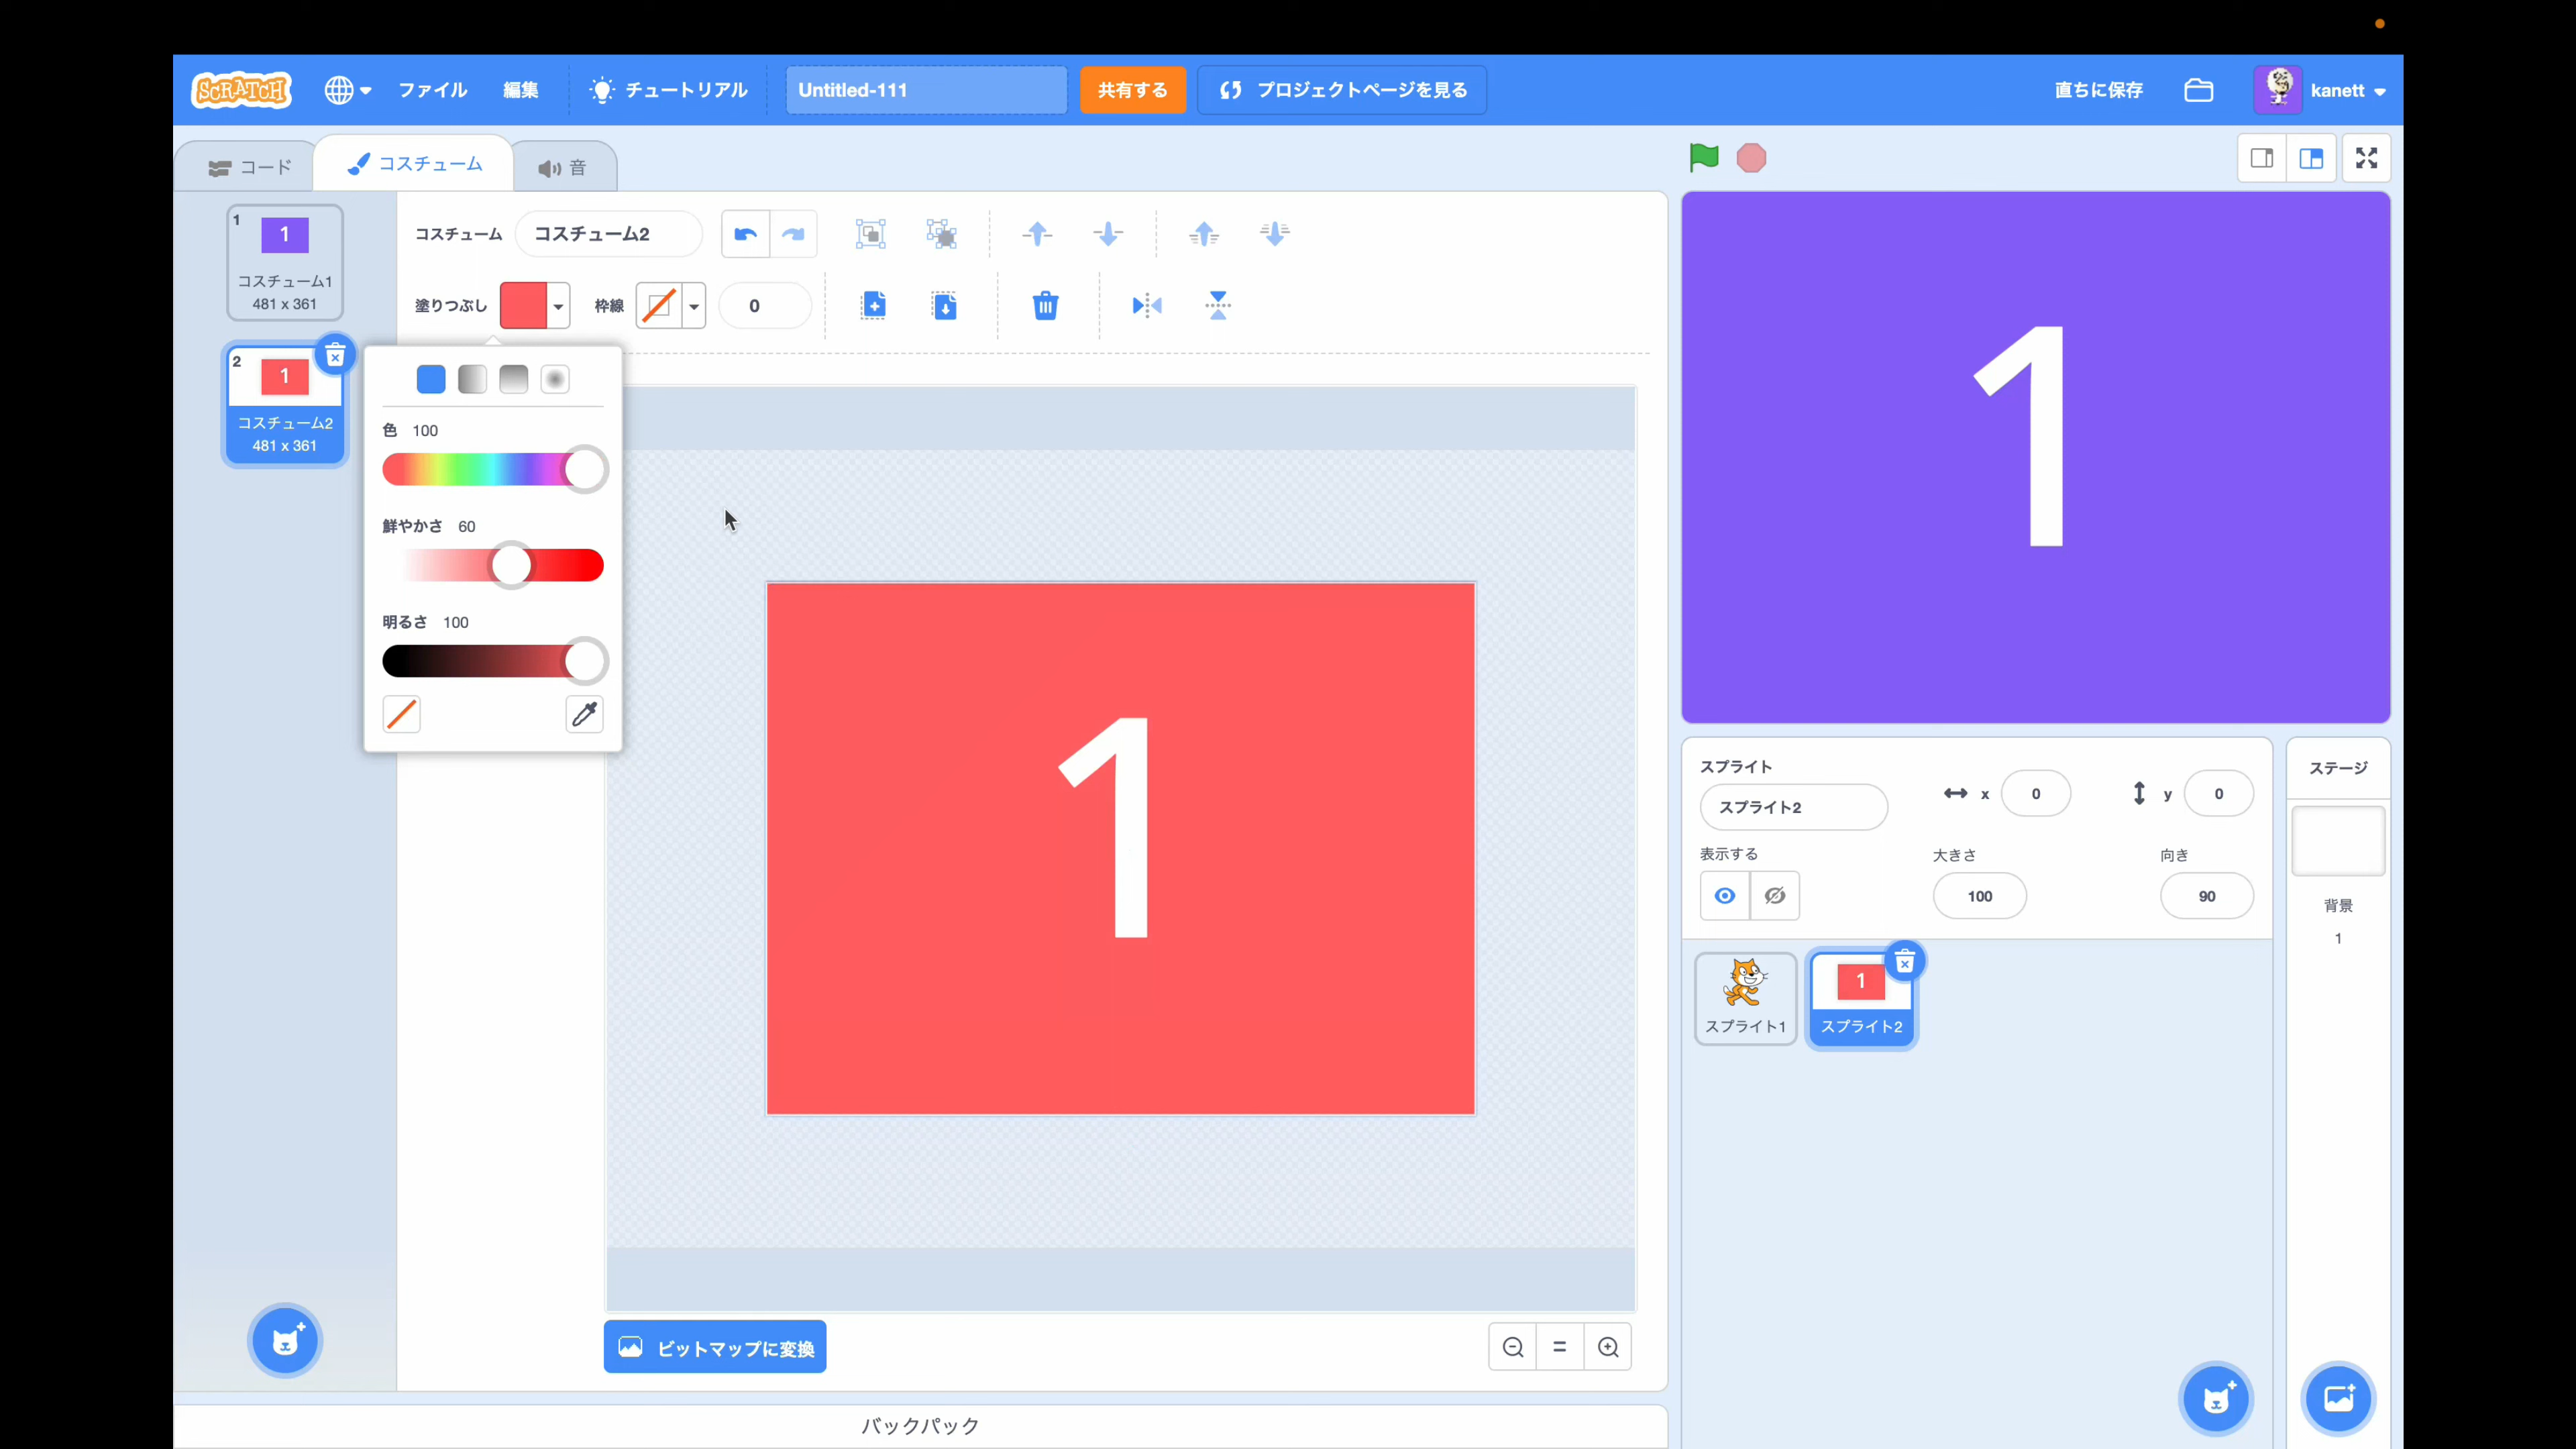 SCRATCH
ファイル
編集
チュートリアル
Untitled-111
共有する
プロジェクトページを見る
直ちに保存
kanett
コード
コスチューム
音
1
1
コスチューム1
481 x 361
2
1
コスチューム2
481 x 361
コスチューム
コスチューム2
塗りつぶし
枠線
0
色 100
鮮やかさ 60
明るさ 100
1
ビットマップに変換
バックパック
1
スプライト
スプライト2
x
0
y
0
表示する
大きさ
100
向き
90
スプライト1
1
スプライト2
ステージ
背景
1